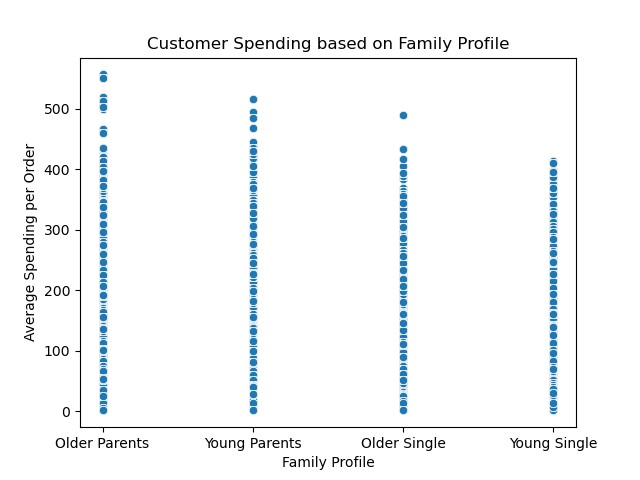 Customer Spending based on Family Profile
Average Spending per Order
500
400
300
200
100
0
Older Parents Young Parents Older Single Young Single
Family Profile